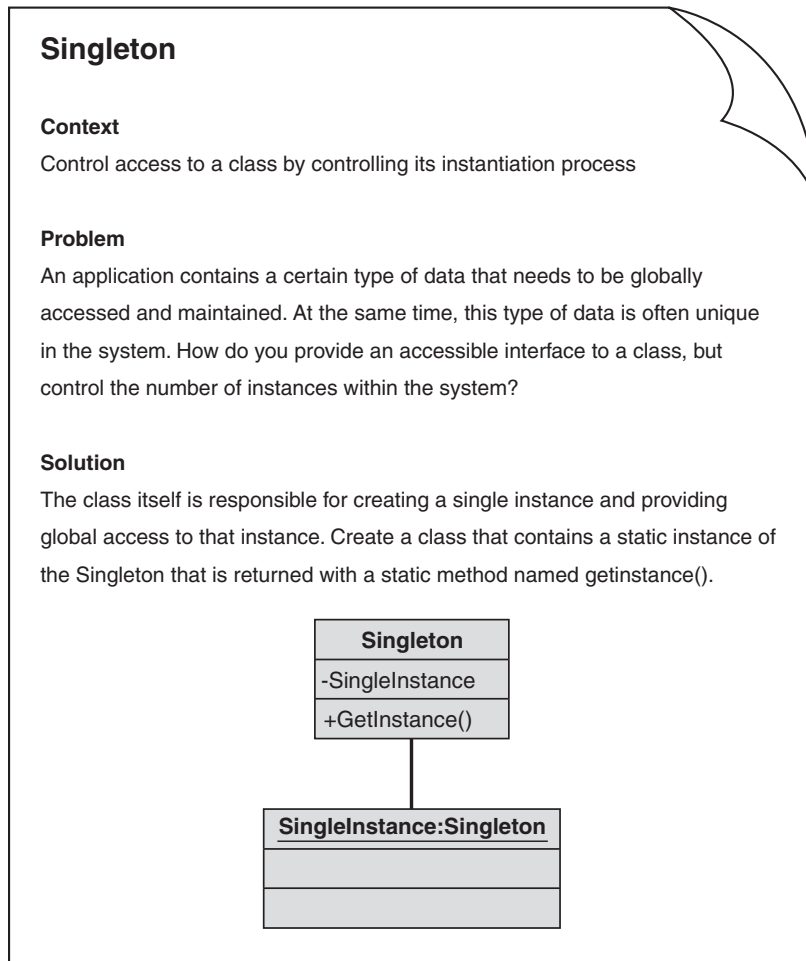 Singleton
Context
Control access to a class by controlling its instantiation process
Problem
An application contains a certain type of data that needs to be globally
accessed and maintained. At the same time, this type of data is often unique
in the system. How do you provide an accessible interface to a class, but
control the number of instances within the system?
Solution
The class itself is responsible for creating a single instance and providing
global access to that instance. Create a class that contains a static instance of
the Singleton that is returned with a static method named getinstance().
Singleton
-SingleInstance
+GetInstance()
SingleInstance:Singleton